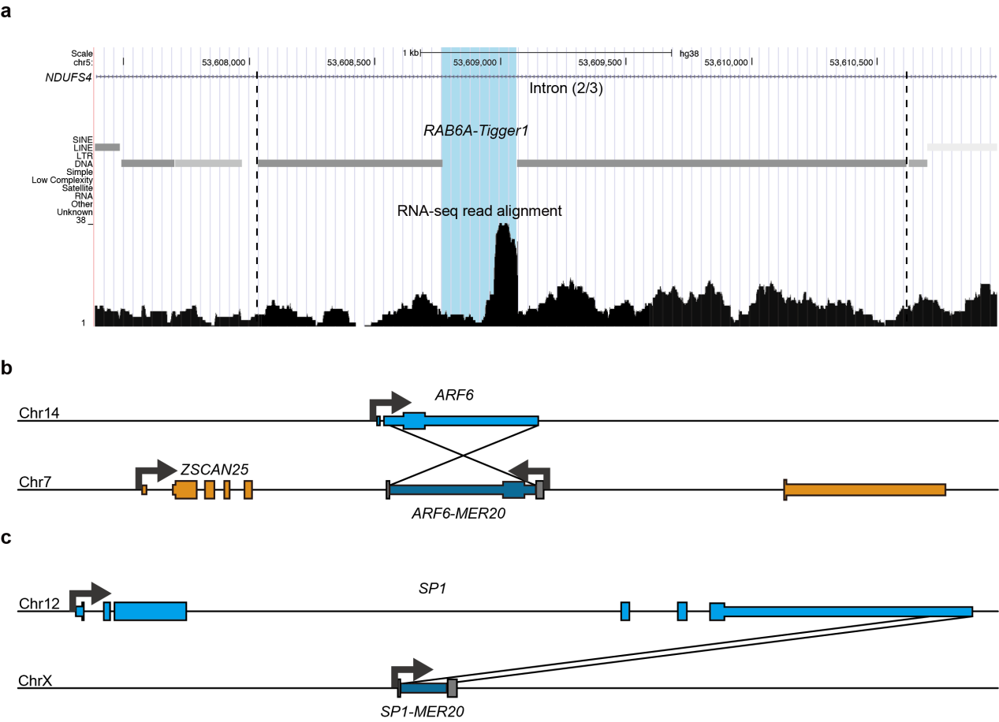 a
Scale 1 kb hg38
chr5: 53,608,000 53,608,500 53,609,000 53,609,500 53,610,000 53,610,500
NDUFS4
Intron (2/3)
RAB6A-Tigger1
SINE
LINE
LTR
DNA
Simple
Low Complexity
Satellite
RNA
Other
Unknown
RNA-seq read alignment
38 _
1
b
ARF6
Chr14
ZSCAN25
Chr7
ARF6-MER20
c
SP1
Chr12
ChrX
SP1-MER20